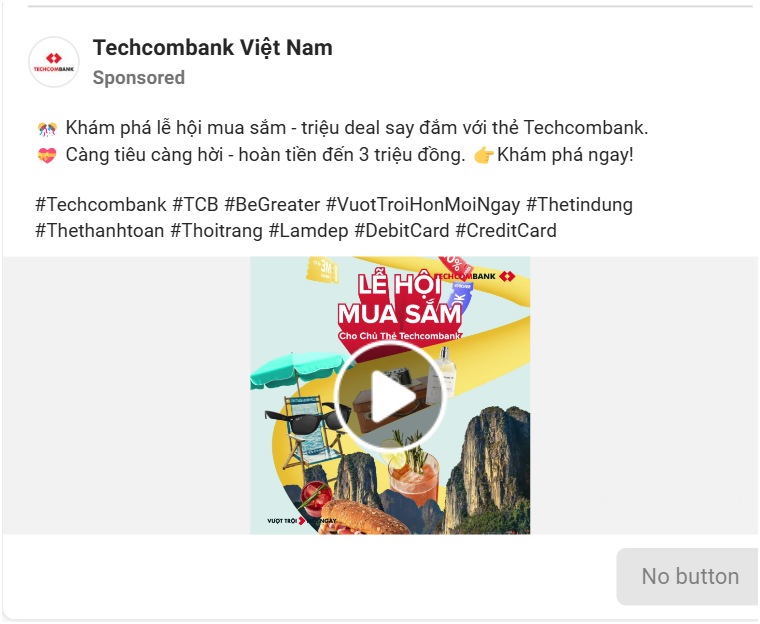 Techcombank Việt Nam
TECHCOMBANK
Sponsored
🎊 Khám phá lễ hội mua sắm - triệu deal say đắm với thẻ Techcombank.
💝 Càng tiêu càng hời - hoàn tiền đến 3 triệu đồng. 👉Khám phá ngay!
#Techcombank #TCB #BeGreater #VuotTroiHonMoiNgay #Thetindung
#Thethanhtoan #Thoitrang #Lamdep #DebitCard #CreditCard
3M
TECHCOMBANK
LỄ HỘI
MUA SẮM
Cho Chủ Thẻ Techcombank
VƯỢT TRỘI
NGÀY
No button